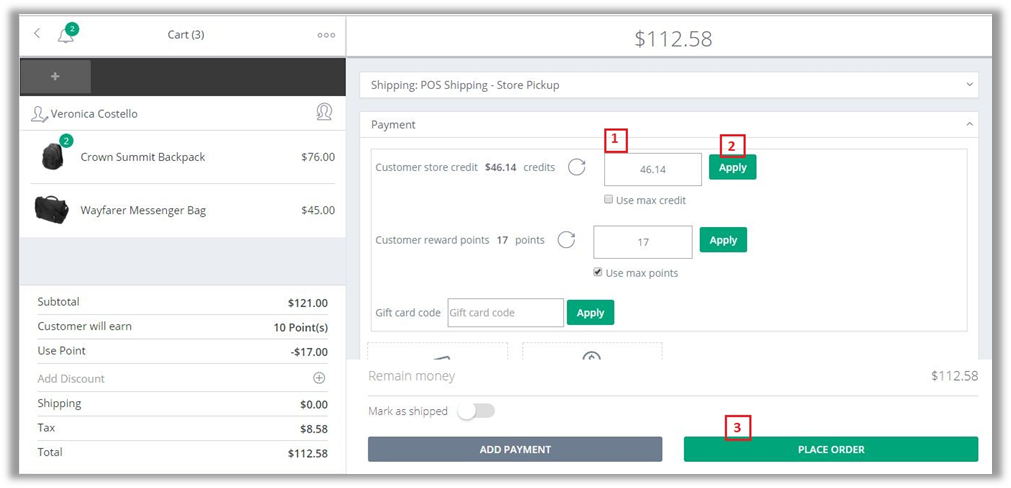 2
Cart (3)
$112.58
+
Shipping: POS Shipping - Store Pickup
Veronica Costello
Payment
2
Crown Summit Backpack
$76.00
Wayfarer Messenger Bag
$45.00
1
2
Customer store credit $46.14 credits
46.14
Apply
Use max credit
Customer reward points 17 points
17
Apply
Use max points
Gift card code
Gift card code
Apply
Subtotal
$121.00
Customer will earn
10 Point(s)
Use Point
-$17.00
Add Discount
Shipping
$0.00
Tax
$8.58
Total
$112.58
Remain money
$112.58
Mark as shipped
3
ADD PAYMENT
PLACE ORDER